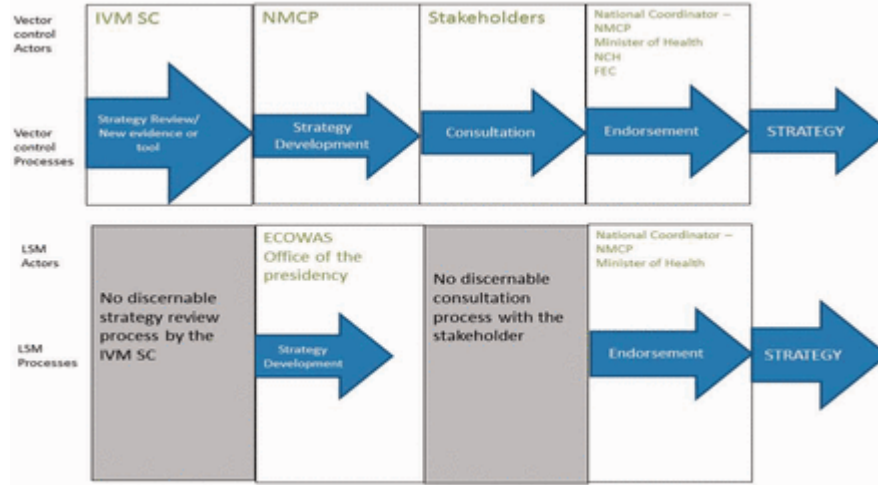 Vector
control
Actors
IVM SC
NMCP
Stakeholders
National Coordinator –
NMCP
Minister of Health
NCH
FEC
Vector
control
Processes
Strategy Review/
New evidence or
tool
Strategy
Development
Consultation
Endorsement
STRATEGY
LSM
Actors
ECOWAS
Office of the
presidency
National Coordinator –
NMCP
Minister of Health
LSM
Processes
No discernable
strategy review
process by the
IVM SC
Strategy
Development
No discernable
consultation
process with the
stakeholder
Endorsement
STRATEGY